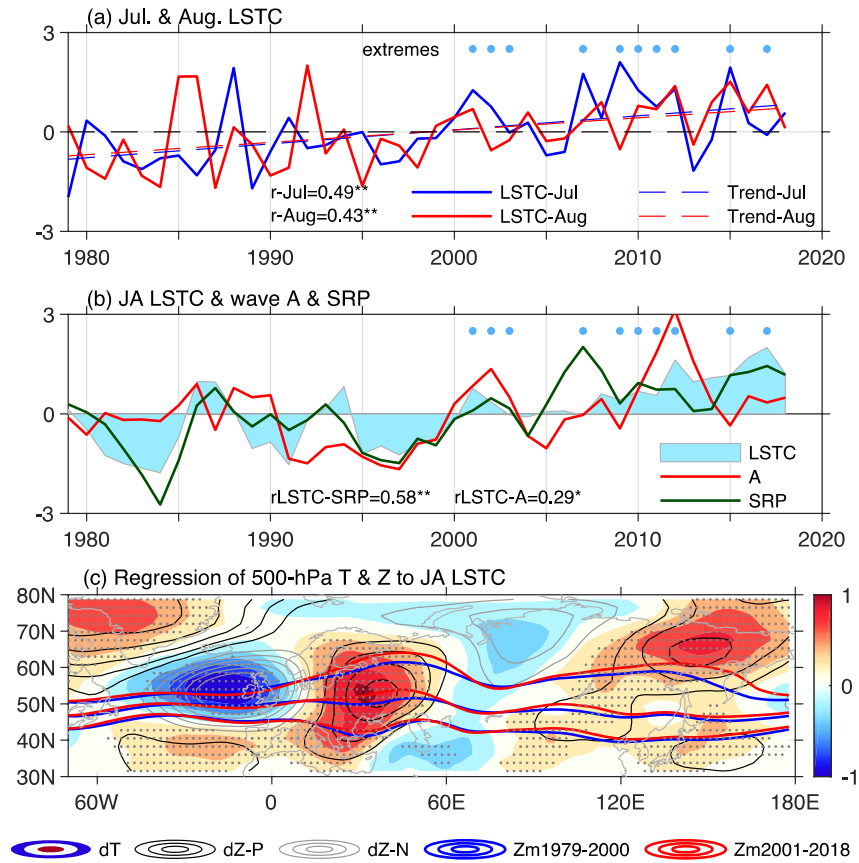 (a) Jul. & Aug. LSTC
extremes
3
0
-3
r-Jul=0.49**
r-Aug=0.43**
LSTC-Jul
LSTC-Aug
Trend-Jul
Trend-Aug
1980 1990 2000 2010 2020
(b) JA LSTC & wave A & SRP
3
0
-3
rLSTC-SRP=0.58** rLSTC-A=0.29*
LSTC
A
SRP
1980 1990 2000 2010 2020
(c) Regression of 500-hPa T & Z to JA LSTC
80N
70N
60N
50N
40N
30N
60W 0 60E 120E 180E
1
0
-1
dT dZ-P dZ-N Zm1979-2000 Zm2001-2018